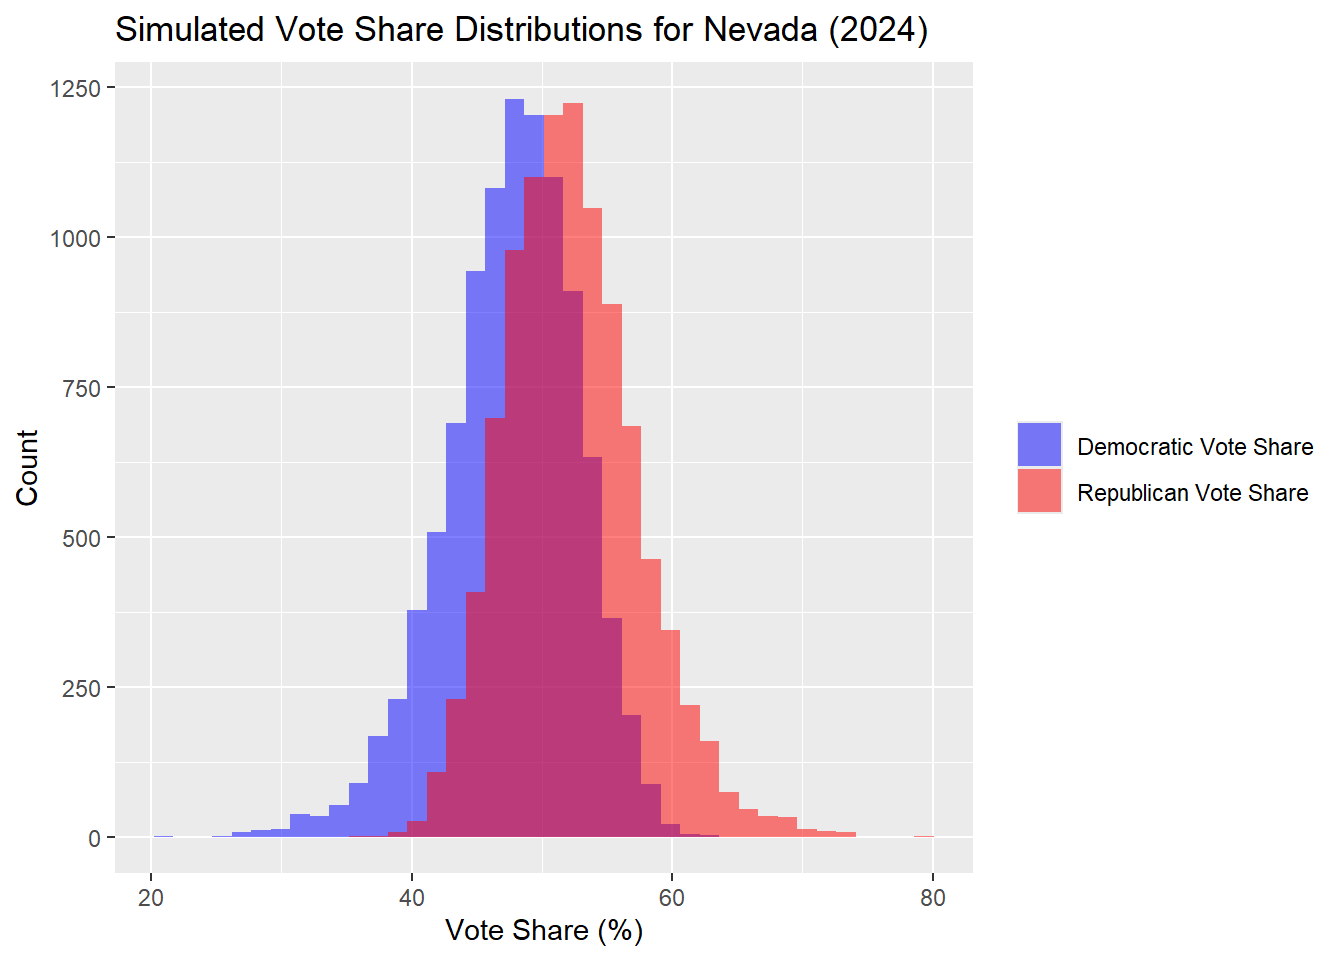 Simulated Vote Share Distributions for Nevada (2024)
1250
1000
750
500
250
0
Count
20 40 60 80
Vote Share (%)
Democratic Vote Share
Republican Vote Share